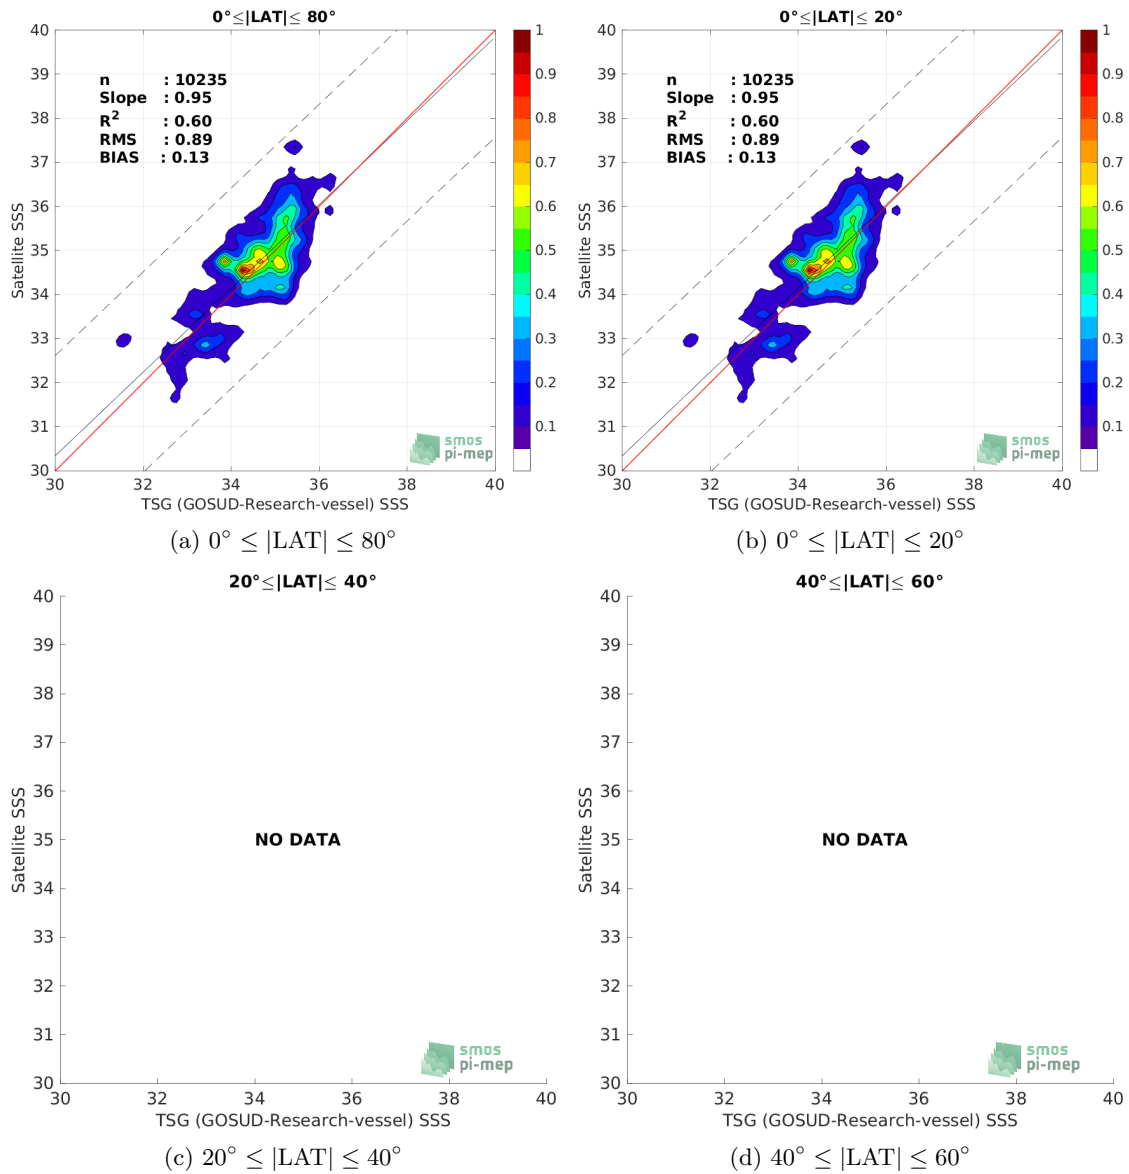 0°≤|LAT|≤ 80°
40
39
38
37
36
35
34
33
32
31
30
Satellite SSS
n : 10235
Slope : 0.95
R² : 0.60
RMS : 0.89
BIAS : 0.13
smos
pi-mep
30 32 34 36 38 40
TSG (GOSUD-Research-vessel) SSS
1
0.9
0.8
0.7
0.6
0.5
0.4
0.3
0.2
0.1
(a) 0° ≤ |LAT| ≤ 80°
0°≤|LAT|≤ 20°
40
39
38
37
36
35
34
33
32
31
30
Satellite SSS
n : 10235
Slope : 0.95
R² : 0.60
RMS : 0.89
BIAS : 0.13
smos
pi-mep
30 32 34 36 38 40
TSG (GOSUD-Research-vessel) SSS
1
0.9
0.8
0.7
0.6
0.5
0.4
0.3
0.2
0.1
(b) 0° ≤ |LAT| ≤ 20°
20°≤|LAT|≤ 40°
40
39
38
37
36
35
34
33
32
31
30
Satellite SSS
NO DATA
smos
pi-mep
30 32 34 36 38 40
TSG (GOSUD-Research-vessel) SSS
(c) 20° ≤ |LAT| ≤ 40°
40°≤|LAT|≤ 60°
40
39
38
37
36
35
34
33
32
31
30
Satellite SSS
NO DATA
smos
pi-mep
30 32 34 36 38 40
TSG (GOSUD-Research-vessel) SSS
(d) 40° ≤ |LAT| ≤ 60°